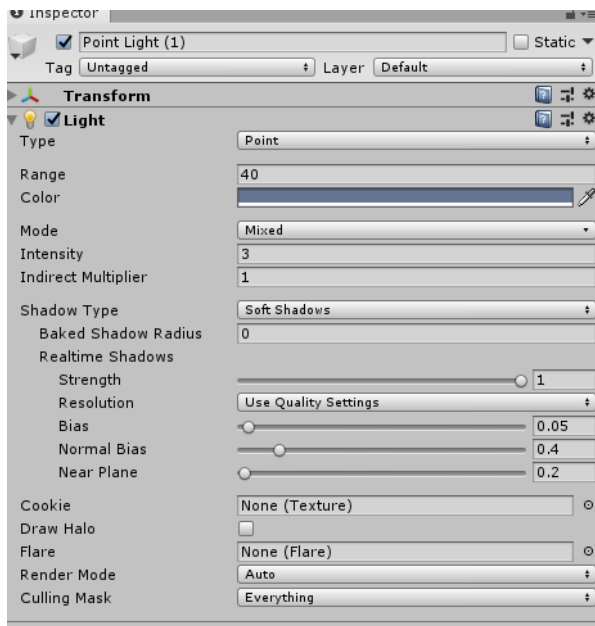 Inspector
Point Light (1) Static
Tag Untagged Layer Default
Transform
Light
Type Point
Range 40
Color
Mode Mixed
Intensity 3
Indirect Multiplier 1
Shadow Type Soft Shadows
Baked Shadow Radius 0
Realtime Shadows
Strength 1
Resolution Use Quality Settings
Bias 0.05
Normal Bias 0.4
Near Plane 0.2
Cookie None (Texture)
Draw Halo
Flare None (Flare)
Render Mode Auto
Culling Mask Everything